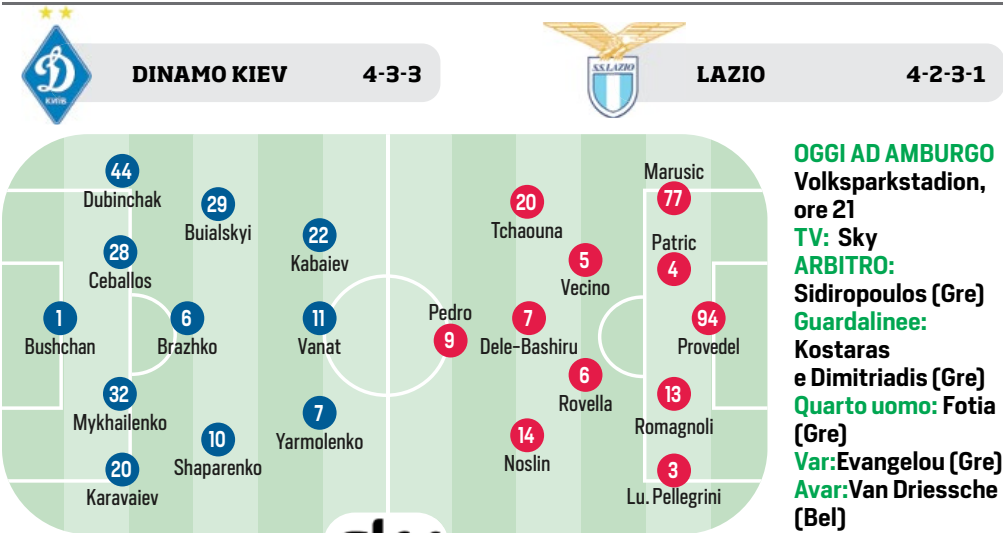 DINAMO KIEV 4-3-3
LAZIO 4-2-3-1
КИЇВ
S.S.LAZIO
44
Dubinchak
29
Buialskyi
28
Ceballos
22
Kabaiev
1
Bushchan
6
Brazhko
11
Vanat
32
Mykhailenko
10
Shaparenko
7
Yarmolenko
20
Karavaiev
Marusic
77
20
Tchaouna
Patric
4
5
Vecino
Pedro
9
7
Dele-Bashiru
94
Provedel
6
Rovella
13
Romagnoli
14
Noslin
3
Lu. Pellegrini
sky
OGGI AD AMBURGO
Volksparkstadion,
ore 21
TV: Sky
ARBITRO:
Sidiropoulos (Gre)
Guardalinee:
Kostaras
e Dimitriadis (Gre)
Quarto uomo: Fotia
(Gre)
Var:Evangelou (Gre)
Avar:Van Driessche
(Bel)